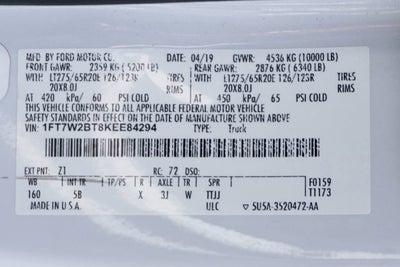 MFD. BY FORD MOTOR CO. 04/19 GVWR: 4536 KG (10000 LB)
FRONT GAWR: 2359 KG (5200 LB) REAR GAWR: 2876 KG (6340 LB)
WITH WITH
LT275/65R20E 126/123R TIRES LT275/65R20E 126/123R TIRES
20X8.0J RIMS 20X8.0J RIMS
AT 420 kPa/ 60 PSI COLD AT 450 kPa/ 65 PSI COLD
THIS VEHICLE CONFORMS TO ALL APPLICABLE FEDERAL MOTOR VEHICLE
SAFETY STANDARDS IN EFFECT ON THE DATE OF MANUFACTURE SHOWN ABOVE.
VIN: 1FT7W2BT8KEE84294 TYPE: Truck
EXT PNT: Z1 RC: 72 DSO:
WB INT TR TP/PS R AXLE TR SPR F0159
160 5B X 3J W TTJJ T1173
MADE IN U.S.A. ULC 5U5A-3520472-AA